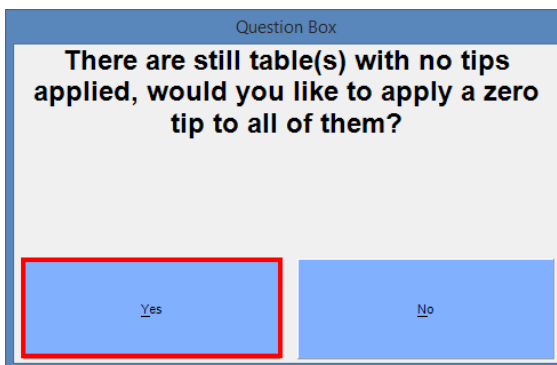 Question Box
There are still table(s) with no tips
applied, would you like to apply a zero
tip to all of them?
Yes
No